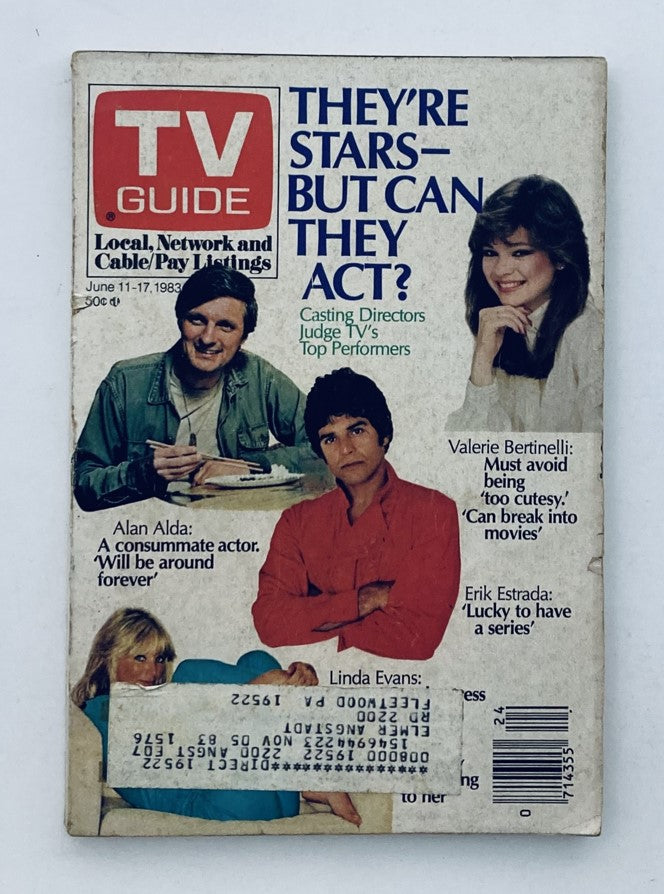 TV
GUIDE
®
Local, Network and
Cable/Pay Listings
June 11-17, 1983
50¢
THEY'RE
STARS—
BUT CAN
THEY
ACT?
Casting Directors
Judge TV's
Top Performers
Valerie Bertinelli:
Must avoid
being
'too cutesy.'
'Can break into
movies'
Alan Alda:
A consummate actor.
'Will be around
forever'
Erik Estrada:
'Lucky to have
a series'
Linda Evans:
ress
ng
to her
***********DIRECT 19522
008000 19522 2200 ANGST E07
1546944223 NOV 05 83 1576
ELMER ANGSTADT
RD 2200
FLEETWOOD PA 19522
24
0 714355